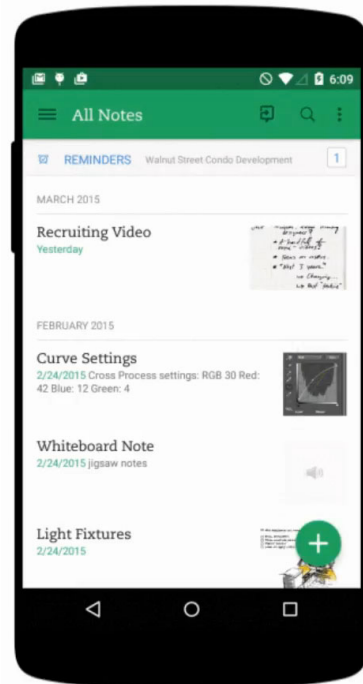 6:09
All Notes
REMINDERS Walnut Street Condo Development 1
MARCH 2015
Recruiting Video
Yesterday
FEBRUARY 2015
Curve Settings
2/24/2015 Cross Process settings: RGB 30 Red:
42 Blue: 12 Green: 4
Whiteboard Note
2/24/2015 jigsaw notes
Light Fixtures
2/24/2015